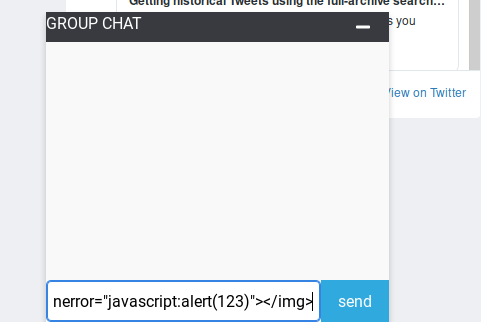 Getting historical Tweets using the full-archive search...
GROUP CHAT
s you
View on Twitter
nerror="javascript:alert(123)"></img>
send